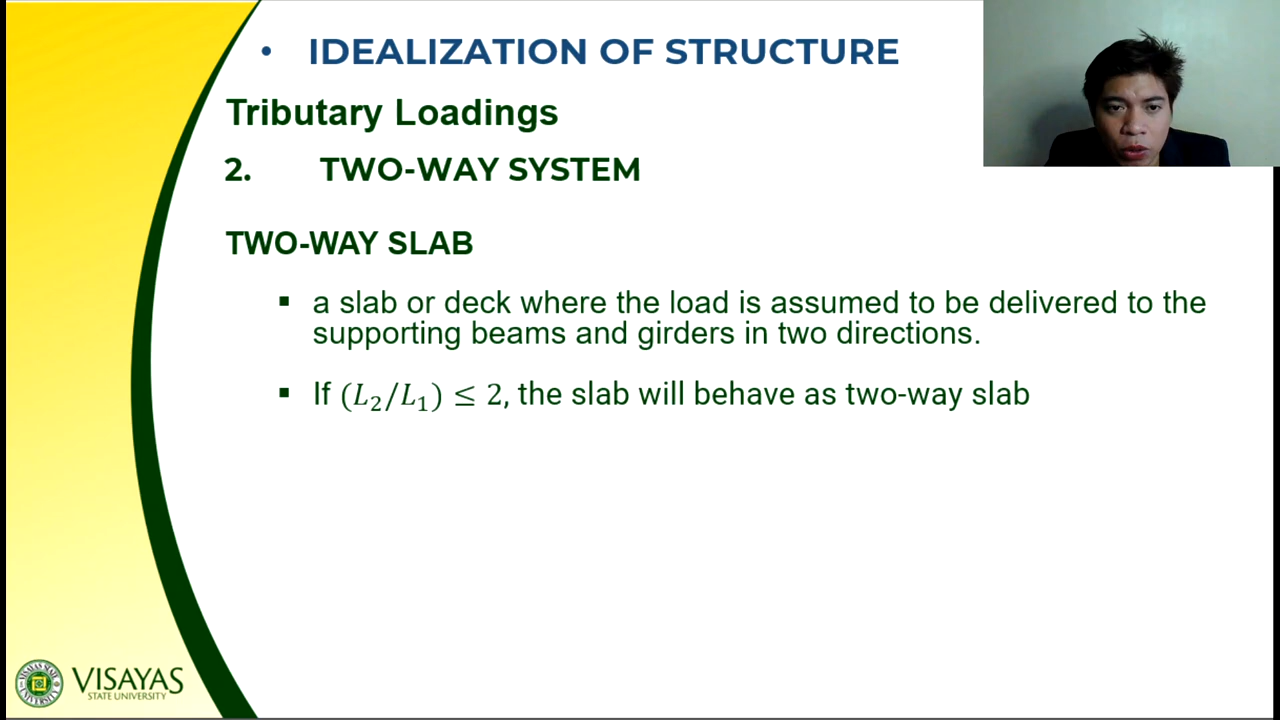 • IDEALIZATION OF STRUCTURE
Tributary Loadings
2. TWO-WAY SYSTEM
TWO-WAY SLAB
▪ a slab or deck where the load is assumed to be delivered to the
supporting beams and girders in two directions.
▪ If (L₂/L₁) ≤ 2, the slab will behave as two-way slab
VISAYAS
STATE UNIVERSITY